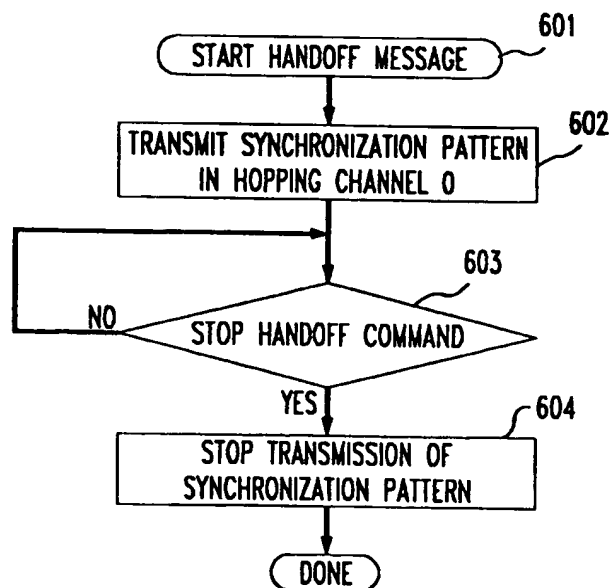 601
START HANDOFF MESSAGE
602
TRANSMIT SYNCHRONIZATION PATTERN
IN HOPPING CHANNEL 0
603
NO
STOP HANDOFF COMMAND
YES
604
STOP TRANSMISSION OF
SYNCHRONIZATION PATTERN
DONE